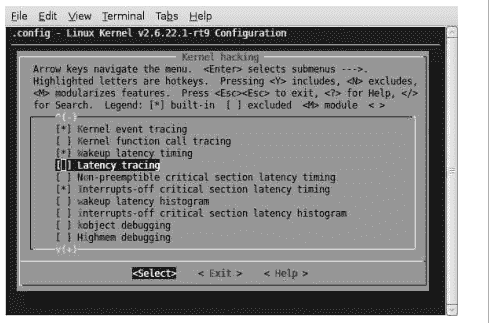 File Edit View Terminal Tabs Help
.config - Linux Kernel v2.6.22.1-rt9 Configuration
Kernel hacking
Arrow keys navigate the menu. <Enter> selects submenus --->.
Highlighted letters are hotkeys. Pressing <Y> includes, <N> excludes,
<M> modularizes features. Press <Esc><Esc> to exit, <?> for Help, </>
for Search. Legend: [*] built-in [ ] excluded <M> module < >
^(-)
[*] Kernel event tracing
[ ] Kernel function call tracing
[*] Wakeup latency timing
[ ] Latency tracing
[ ] Non-preemptible critical section latency timing
[*] Interrupts-off critical section latency timing
[ ] wakeup latency histogram
[ ] interrupts-off critical section latency histogram
[ ] kobject debugging
[ ] Highmem debugging
v(+)
<Select> < Exit > < Help >